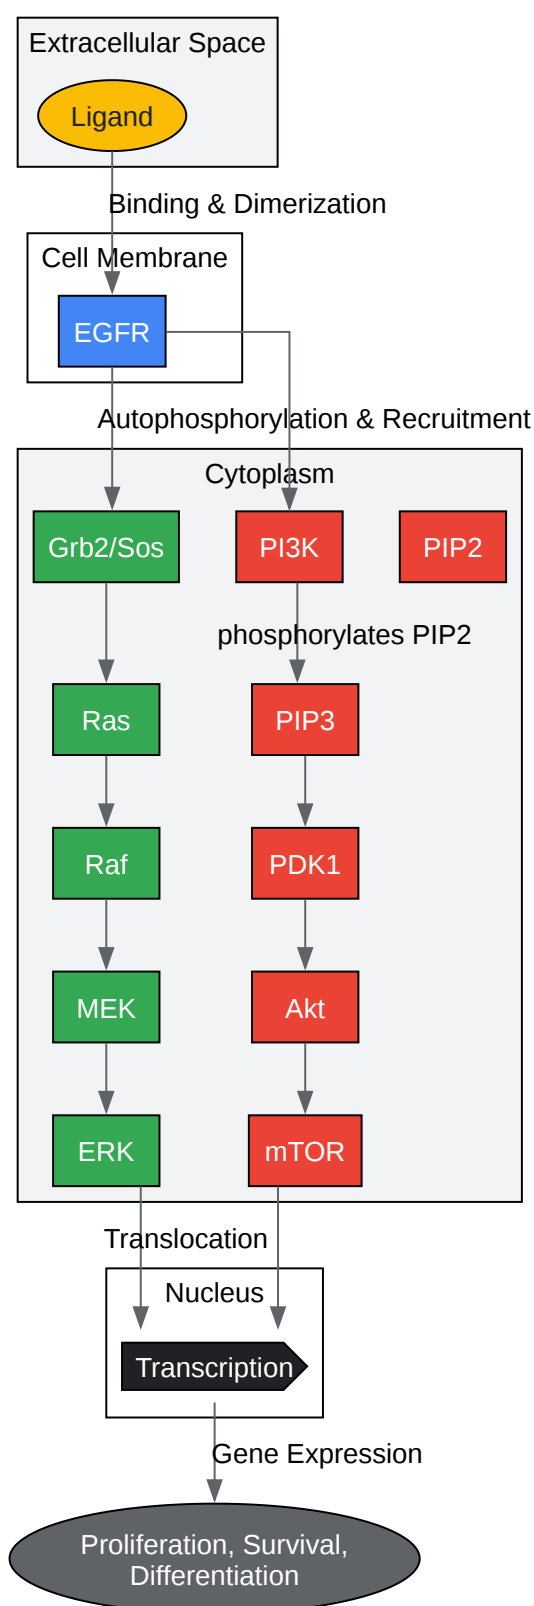 Extracellular Space
Ligand
Binding & Dimerization
Cell Membrane
EGFR
Autophosphorylation & Recruitment
Cytoplasm
Grb2/Sos
PI3K
PIP2
phosphorylates PIP2
Ras
PIP3
Raf
PDK1
MEK
Akt
ERK
mTOR
Translocation
Nucleus
Transcription
Gene Expression
Proliferation, Survival,
Differentiation